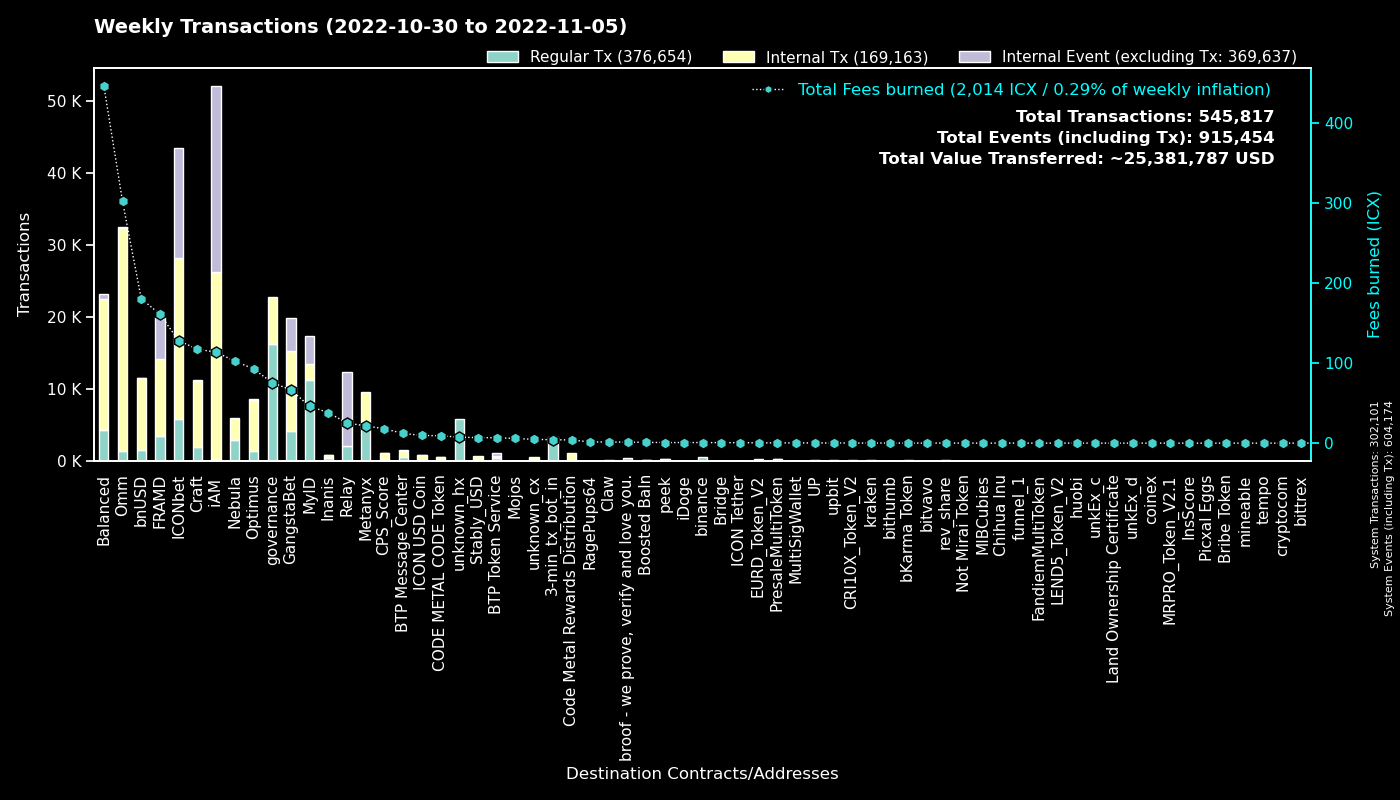 Weekly Transactions (2022-10-30 to 2022-11-05)
Regular Tx (376,654)
Internal Tx (169,163)
Internal Event (excluding Tx: 369,637)
Total Fees burned (2,014 ICX / 0.29% of weekly inflation)
Total Transactions: 545,817
Total Events (including Tx): 915,454
Total Value Transferred: ~25,381,787 USD
Transactions
50 K
40 K
30 K
20 K
10 K
0 K
400
300
200
100
0
Fees burned (ICX)
System Transactions: 302,101
System Events (including Tx): 604,174
Balanced
Omm
bnUSD
FRAMD
ICONbet
Craft
iAM
Nebula
Optimus
governance
GangstaBet
MyID
Inanis
Relay
Metanyx
CPS_Score
BTP Message Center
ICON USD Coin
CODE METAL CODE Token
unknown_hx
Stably_USD
BTP Token Service
Mojos
unknown_cx
3-min_tx_bot_in
Code Metal Rewards Distribution
RagePups64
Claw
broof - we prove, verify and love you.
Boosted Baln
peek
iDoge
binance
Bridge
ICON Tether
EURD_Token_V2
PresaleMultiToken
MultiSigWallet
UP
upbit
CRI10X_Token_V2
kraken
bithumb
bKarma Token
bitvavo
rev_share
Not Mira Token
MIBCubies
Chihua Inu
funnel_1
FandiemMultiToken
LEND5_Token_V2
huobi
unkEx_c
Land Ownership Certificate
unkEx_d
coinex
MRPRO_Token_V2.1
InsScore
Picxal Eggs
Bribe Token
mineable
tempo
cryptocom
bittrex
Destination Contracts/Addresses